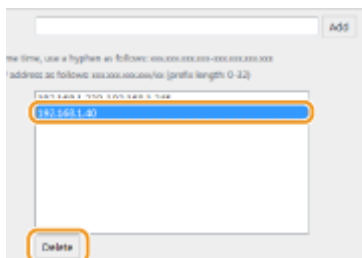 Add
me time, use a hyphen as follows: xxx.xxx.xxx.xxx-xxx.xxx.xxx.xxx
address as follows: xxx.xxx.xxx.xxx/xx (prefix length: 0-32)
192.168.1.40
Delete